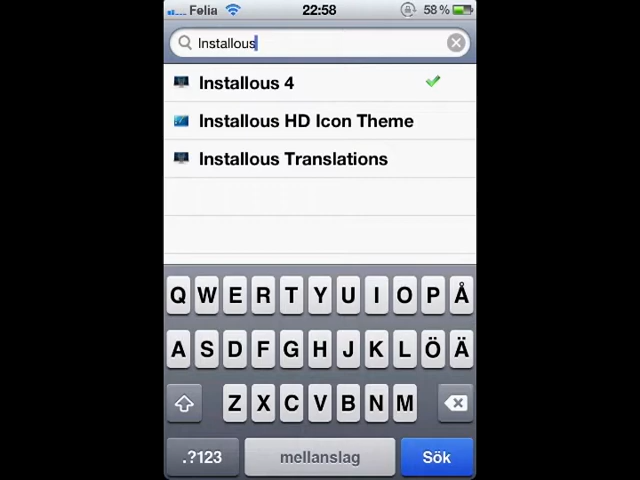 Felia 22:58 58 %
Installous
Installous 4
Installous HD Icon Theme
Installous Translations
Q W E R T Y U I O P Å
A S D F G H J K L Ö Ä
Z X C V B N M
.?123 mellanslag Sök